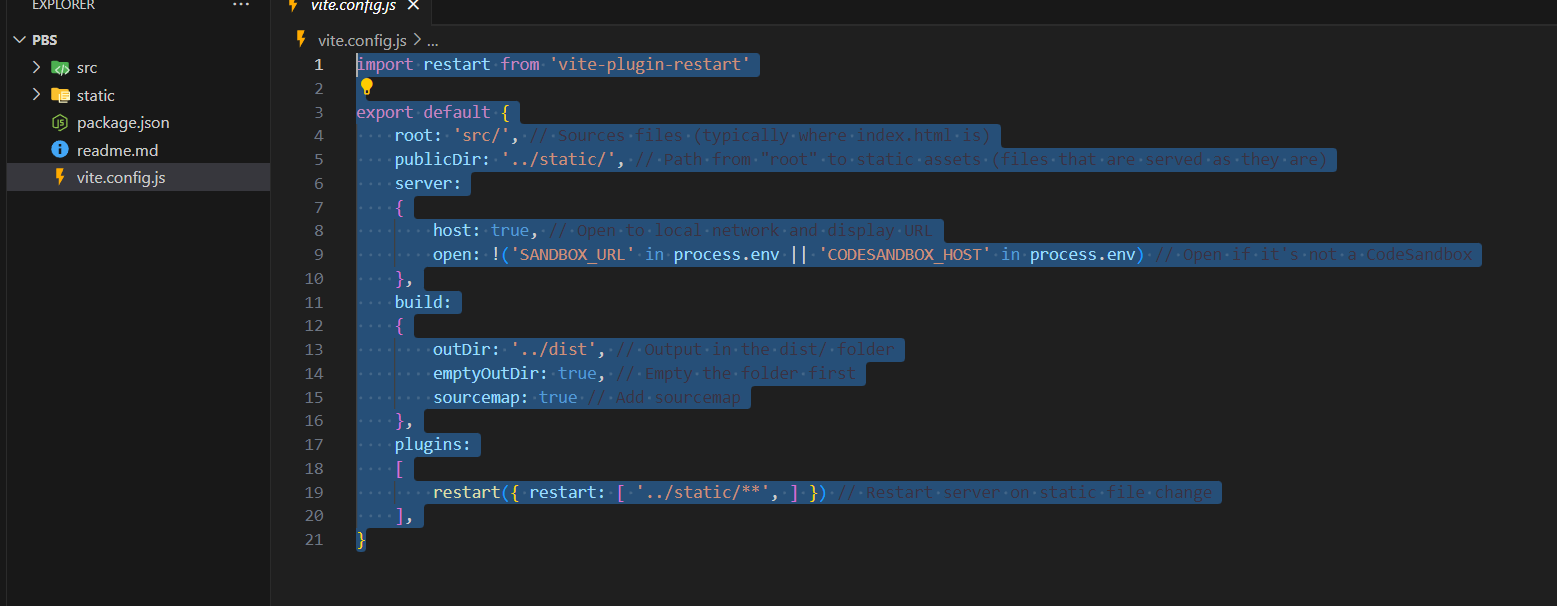 EXPLORER
...
vite.config.js
PBS
src
static
package.json
readme.md
vite.config.js
vite.config.js > ...
1 import restart from 'vite-plugin-restart'
2
3 export default {
4     root: 'src/', // Sources files (typically where index.html is)
5     publicDir: '../static/', // Path from "root" to static assets (files that are served as they are)
6     server:
7     {
8         host: true, // Open to local network and display URL
9         open: !('SANDBOX_URL' in process.env || 'CODESANDBOX_HOST' in process.env) // Open if it's not a CodeSandbox
10     },
11     build:
12     {
13         outDir: '../dist', // Output in the dist/ folder
14         emptyOutDir: true, // Empty the folder first
15         sourcemap: true // Add sourcemap
16     },
17     plugins:
18     [
19         restart({ restart: [ '../static/**', ] }) // Restart server on static file change
20     ],
21 }